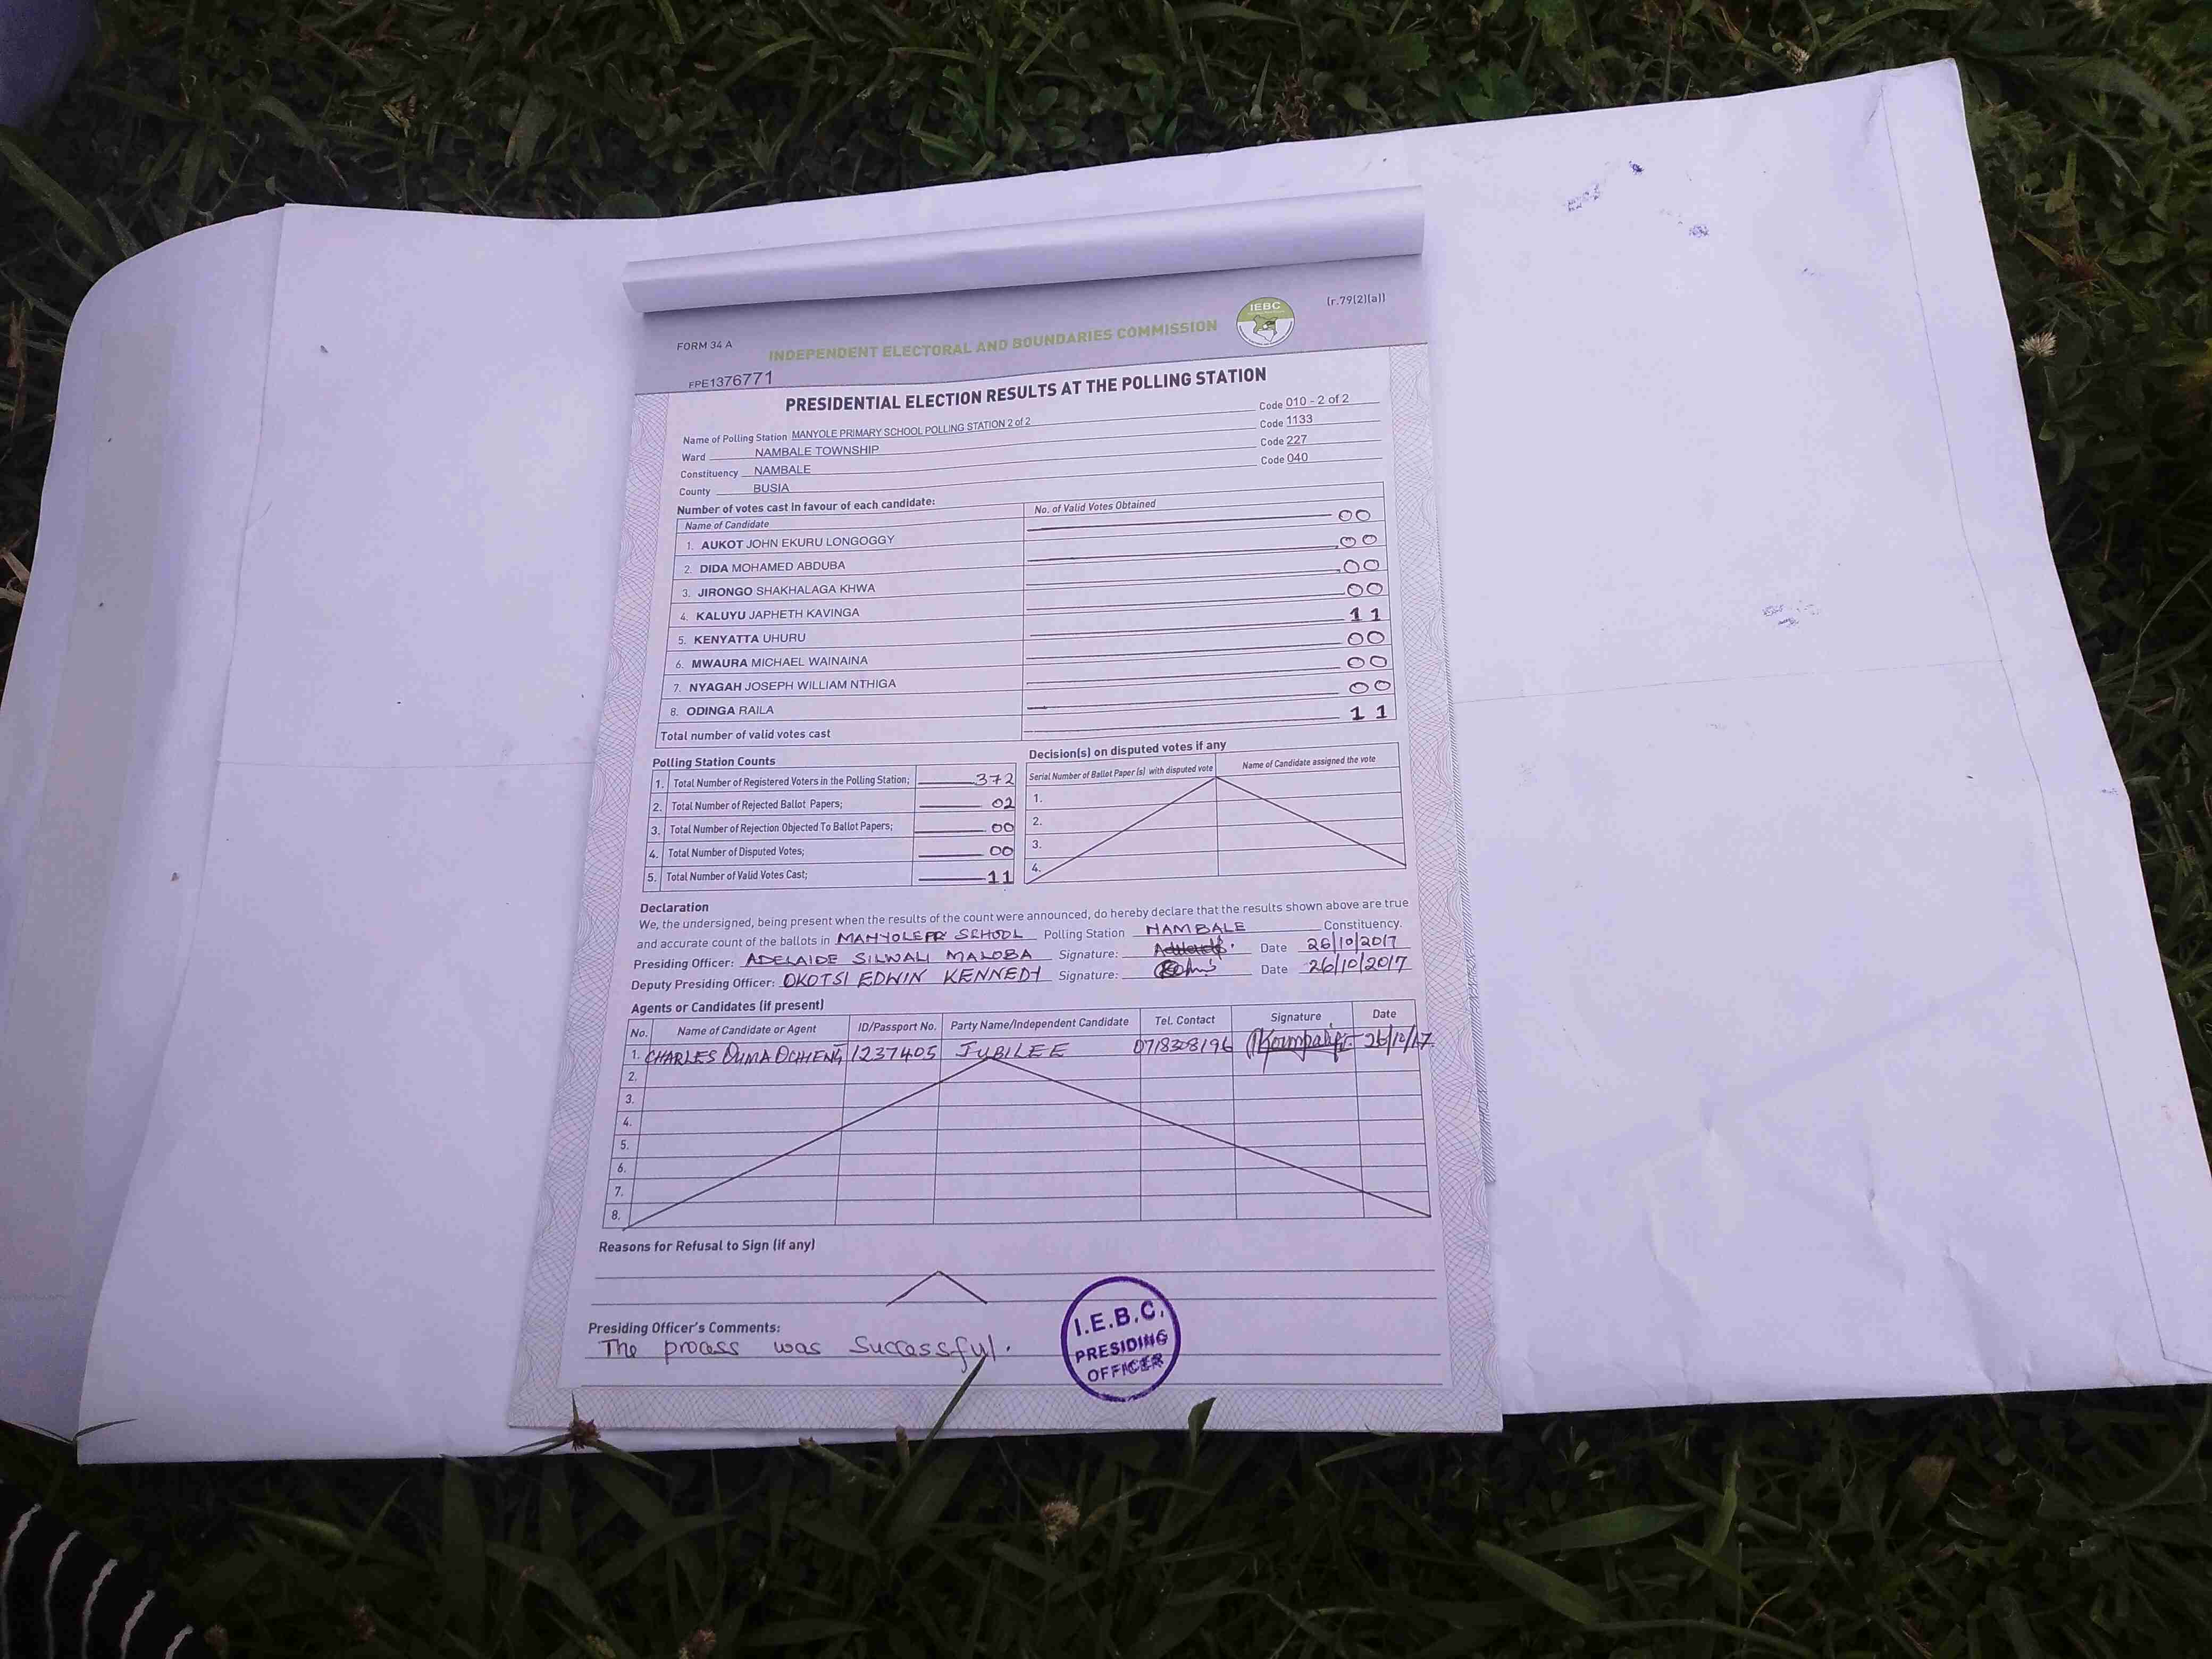 FORM 34 A
INDEPENDENT ELECTORAL AND BOUNDARIES COMMISSION
IEBC
(r.79(2)(a))
FPE1376771
PRESIDENTIAL ELECTION RESULTS AT THE POLLING STATION
Name of Polling Station MANYOLE PRIMARY SCHOOL POLLING STATION 2 of 2 Code 010 - 2 of 2
Ward NAMBALE TOWNSHIP Code 1133
Constituency NAMBALE Code 227
County BUSIA Code 040
Number of votes cast in favour of each candidate:
Name of Candidate No. of Valid Votes Obtained
1. AUKOT JOHN EKURU LONGOGGY 00
2. DIDA MOHAMED ABDUBA 00
3. JIRONGO SHAKHALAGA KHWA 00
4. KALUYU JAPHETH KAVINGA 00
5. KENYATTA UHURU 11
6. MWAURA MICHAEL WAINAINA 00
7. NYAGAH JOSEPH WILLIAM NTHIGA 00
8. ODINGA RAILA 00
Total number of valid votes cast 11
Polling Station Counts
1. Total Number of Registered Voters in the Polling Station; 372
2. Total Number of Rejected Ballot Papers; 02
3. Total Number of Rejection Objected To Ballot Papers; 00
4. Total Number of Disputed Votes; 00
5. Total Number of Valid Votes Cast; 11
Decision(s) on disputed votes if any
Serial Number of Ballot Paper (s) with disputed vote Name of Candidate assigned the vote
1.
2.
3.
4.
Declaration
We, the undersigned, being present when the results of the count were announced, do hereby declare that the results shown above are true
and accurate count of the ballots in MANYOLE PR SCHOOL Polling Station NAMBALE Constituency.
Presiding Officer: ADELAIDE SILWALI MALOBA Signature: Date 26/10/2017
Deputy Presiding Officer: OKOTSI EDWIN KENNEDY Signature: Date 26/10/2017
Agents or Candidates (if present)
No. Name of Candidate or Agent ID/Passport No. Party Name/Independent Candidate Tel. Contact Signature Date
1. CHARLES OUMA OCHIENG 1237405 JUBILEE 0718308196 26/10/17
2.
3.
4.
5.
6.
7.
8.
Reasons for Refusal to Sign (if any)
Presiding Officer's Comments:
The process was Successful.
I.E.B.C.
PRESIDING
OFFICER